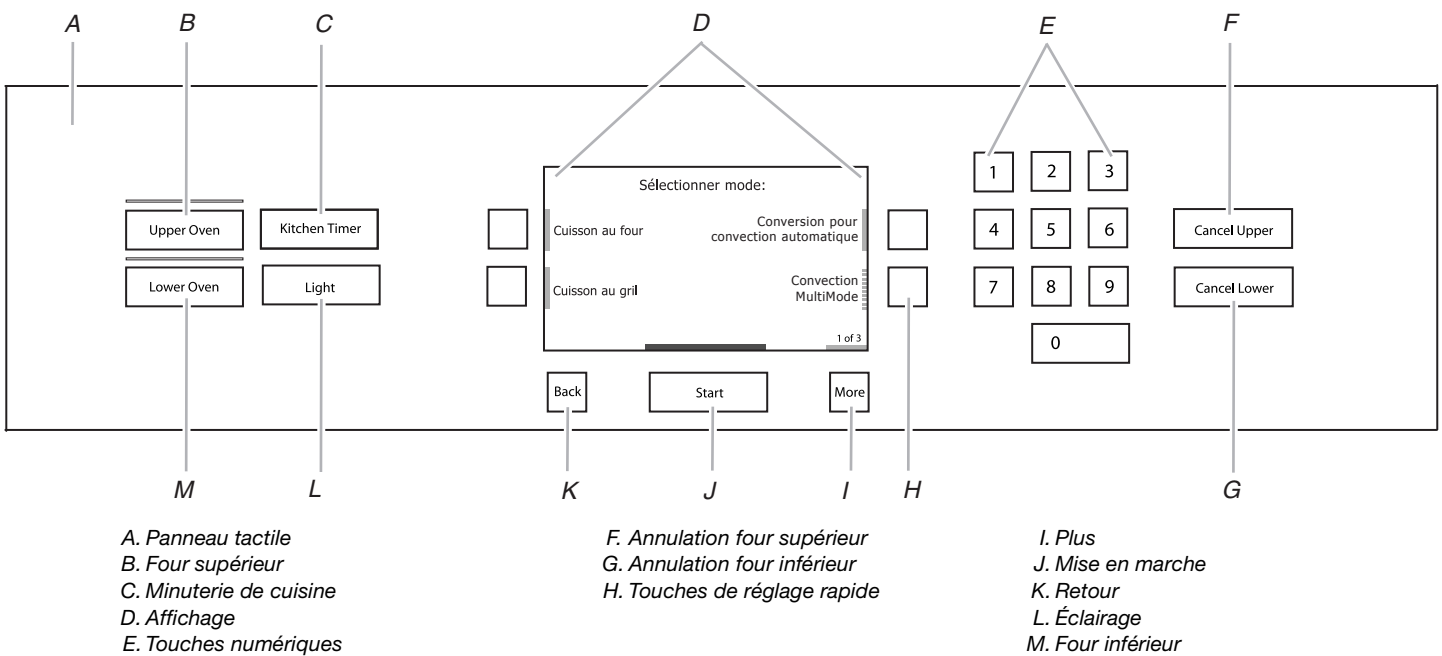 A
B
C
D
E
F
Sélectionner mode:
1
2
3
Upper Oven
Kitchen Timer
Cuisson au four
Conversion pour
convection automatique
4
5
6
Cancel Upper
Lower Oven
Light
Cuisson au gril
Convection
MultiMode
7
8
9
Cancel Lower
1 of 3
0
Back
Start
More
M
L
K
J
I
H
G
A. Panneau tactile
B. Four supérieur
C. Minuterie de cuisine
D. Affichage
E. Touches numériques
F. Annulation four supérieur
G. Annulation four inférieur
H. Touches de réglage rapide
I. Plus
J. Mise en marche
K. Retour
L. Éclairage
M. Four inférieur